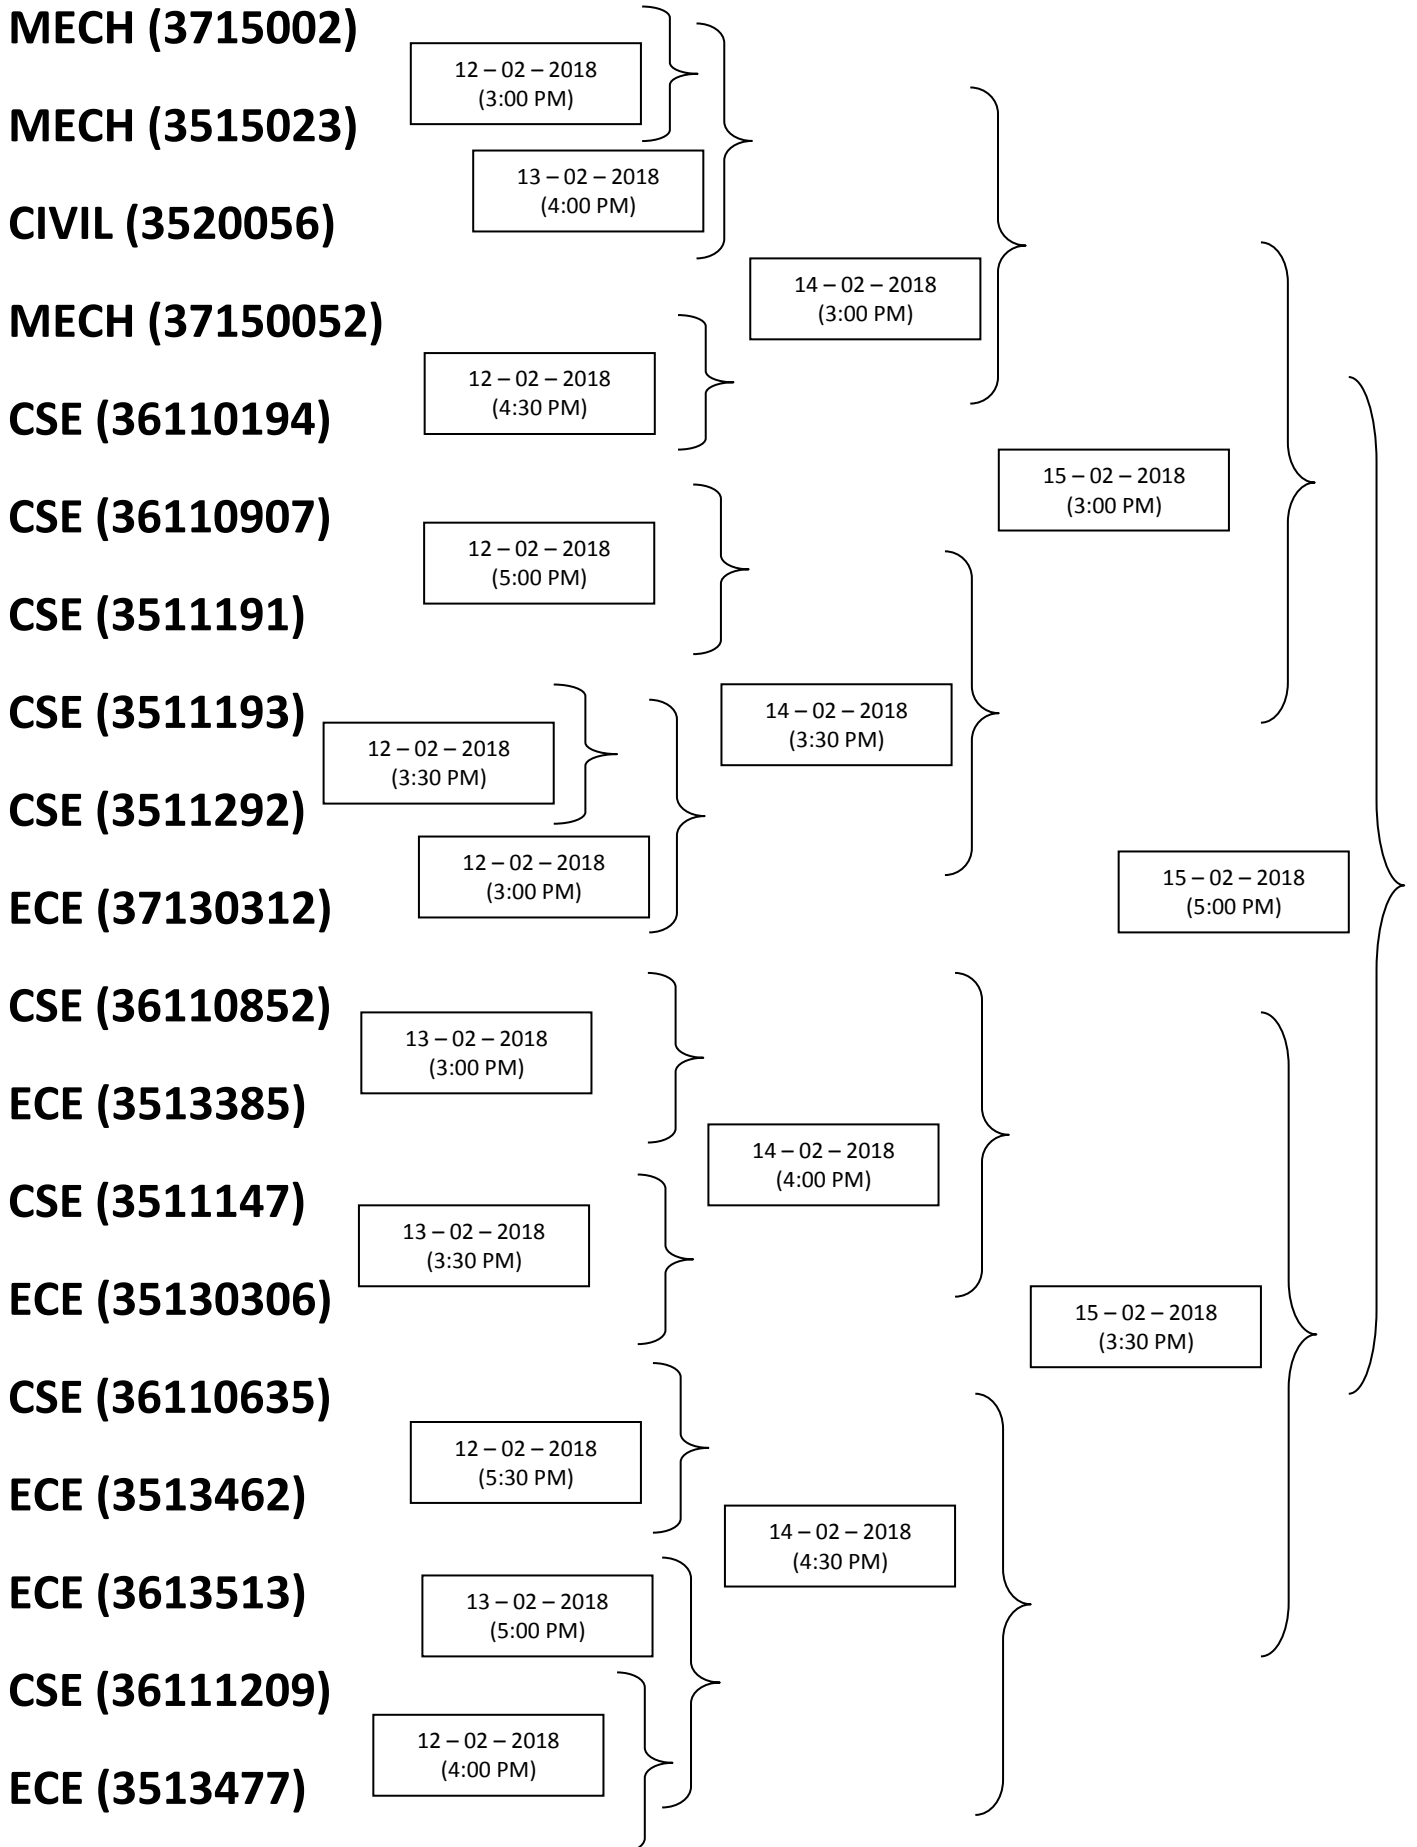 MECH (3715002)
12 – 02 – 2018
(3:00 PM)
MECH (3515023)
13 – 02 – 2018
(4:00 PM)
CIVIL (3520056)
14 – 02 – 2018
(3:00 PM)
MECH (37150052)
12 – 02 – 2018
(4:30 PM)
CSE (36110194)
15 – 02 – 2018
(3:00 PM)
CSE (36110907)
12 – 02 – 2018
(5:00 PM)
CSE (3511191)
CSE (3511193)
14 – 02 – 2018
(3:30 PM)
12 – 02 – 2018
(3:30 PM)
CSE (3511292)
12 – 02 – 2018
(3:00 PM)
15 – 02 – 2018
(5:00 PM)
ECE (37130312)
CSE (36110852)
13 – 02 – 2018
(3:00 PM)
ECE (3513385)
14 – 02 – 2018
(4:00 PM)
CSE (3511147)
13 – 02 – 2018
(3:30 PM)
ECE (35130306)
15 – 02 – 2018
(3:30 PM)
CSE (36110635)
12 – 02 – 2018
(5:30 PM)
ECE (3513462)
14 – 02 – 2018
(4:30 PM)
ECE (3613513)
13 – 02 – 2018
(5:00 PM)
CSE (36111209)
12 – 02 – 2018
(4:00 PM)
ECE (3513477)